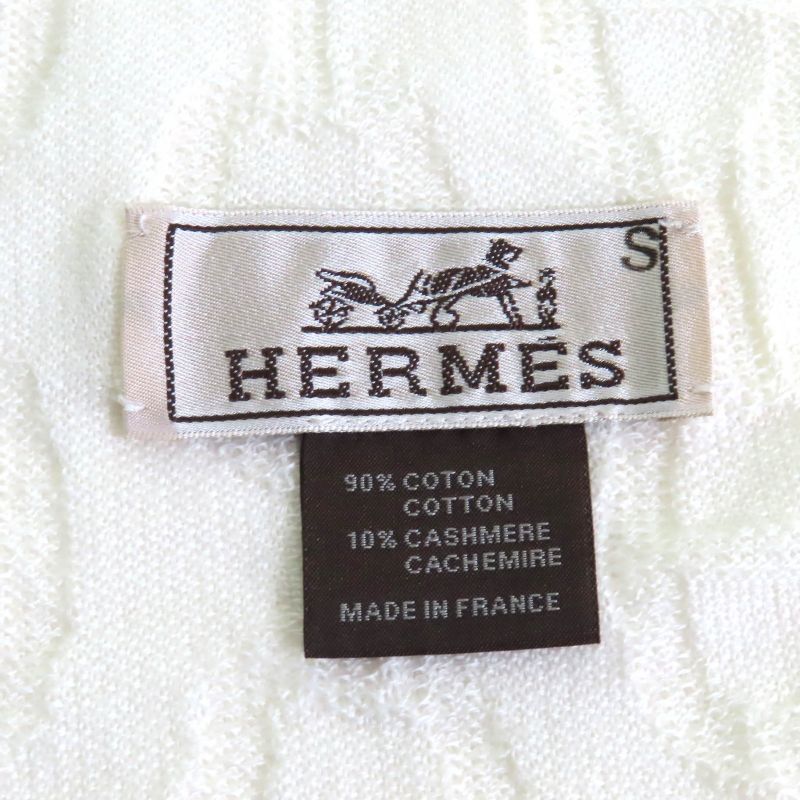 S
HERMÈS
90% COTON
COTTON
10% CASHMERE
CACHEMIRE
MADE IN FRANCE